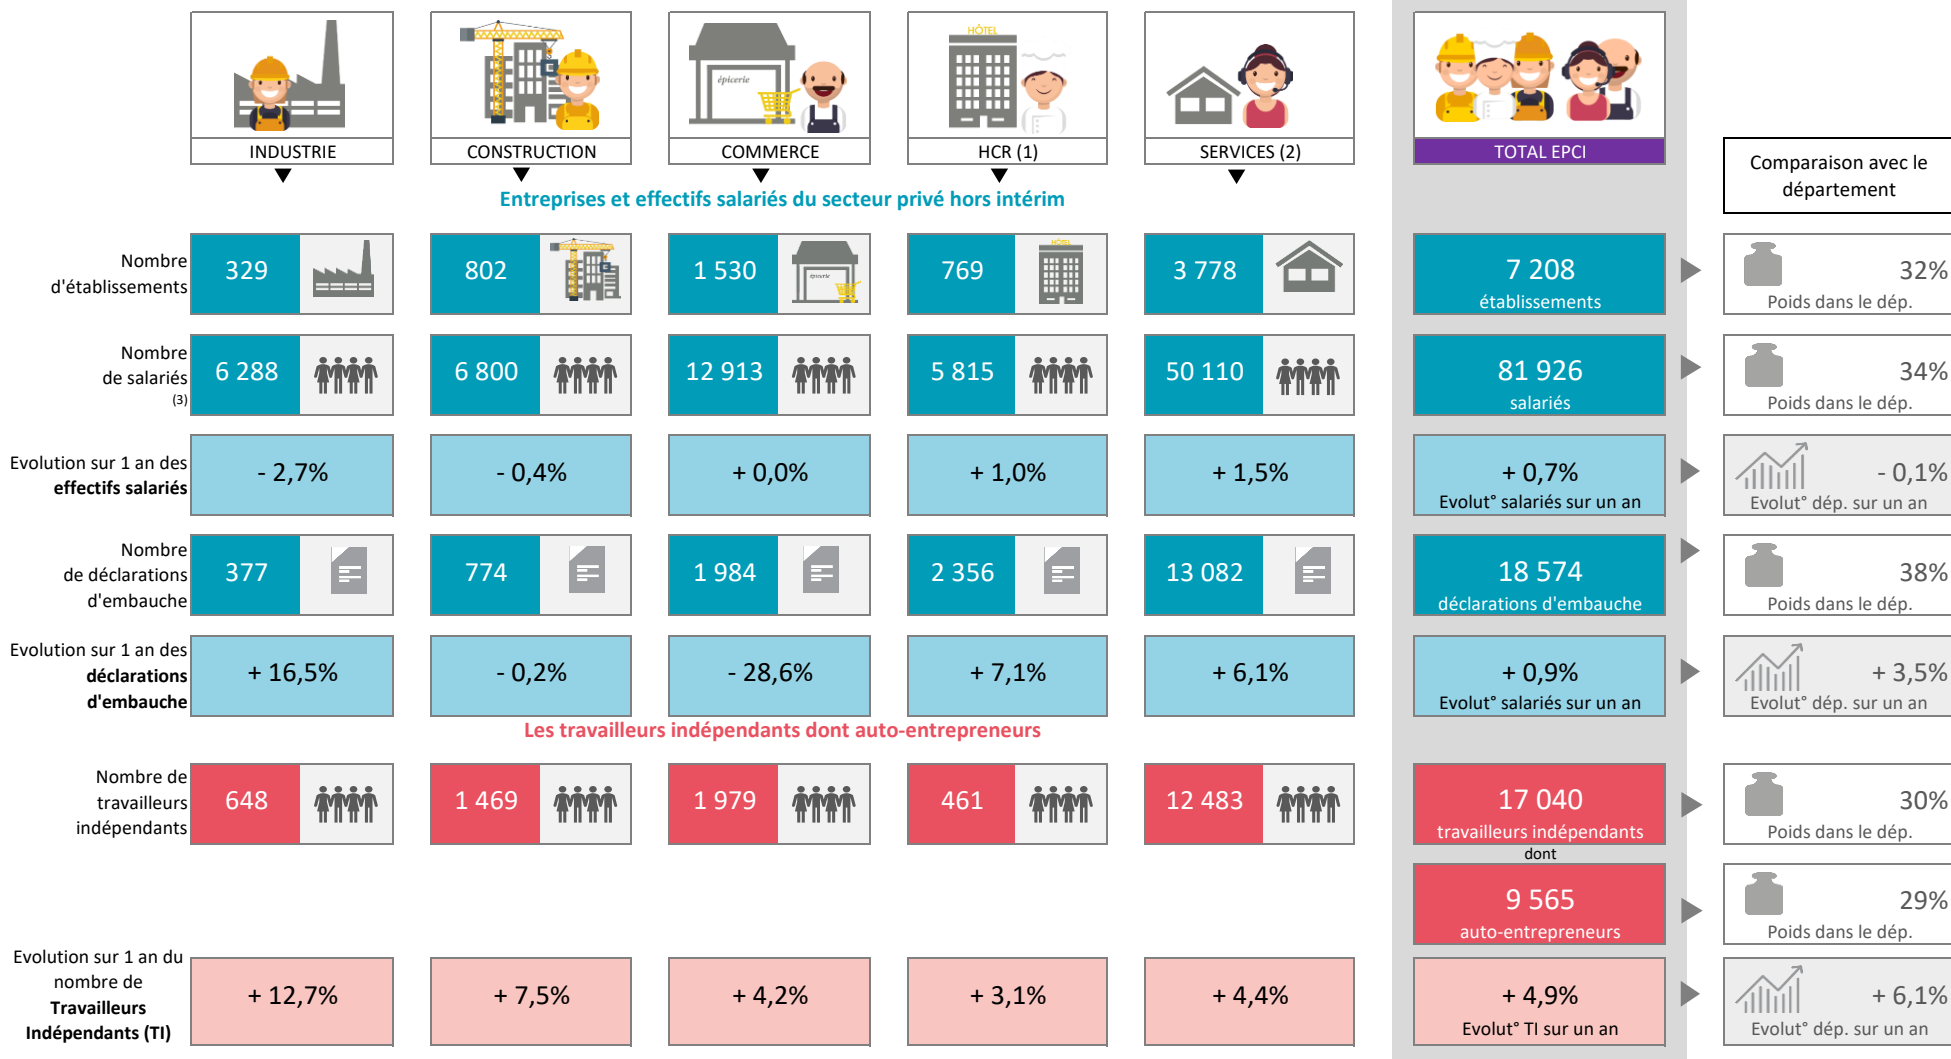 HÔTEL
épicerie
INDUSTRIE
CONSTRUCTION
COMMERCE
HCR (1)
SERVICES (2)
TOTAL EPCI
Comparaison avec le
département
Entreprises et effectifs salariés du secteur privé hors intérim
Nombre
d'établissements
329
802
1 530
épicerie
769
HÔTEL
3 778
7 208
établissements
32%
Poids dans le dép.
Nombre
de salariés
(3)
6 288
6 800
12 913
5 815
50 110
81 926
salariés
34%
Poids dans le dép.
Evolution sur 1 an des
effectifs salariés
- 2,7%
- 0,4%
+ 0,0%
+ 1,0%
+ 1,5%
+ 0,7%
Evolut° salariés sur un an
- 0,1%
Evolut° dép. sur un an
Nombre
de déclarations
d'embauche
377
774
1 984
2 356
13 082
18 574
déclarations d'embauche
38%
Poids dans le dép.
Evolution sur 1 an des
déclarations
d'embauche
+ 16,5%
- 0,2%
- 28,6%
+ 7,1%
+ 6,1%
+ 0,9%
Evolut° salariés sur un an
+ 3,5%
Evolut° dép. sur un an
Les travailleurs indépendants dont auto-entrepreneurs
Nombre de
travailleurs
indépendants
648
1 469
1 979
461
12 483
17 040
travailleurs indépendants
30%
Poids dans le dép.
dont
9 565
auto-entrepreneurs
29%
Poids dans le dép.
Evolution sur 1 an du
nombre de
Travailleurs
Indépendants (TI)
+ 12,7%
+ 7,5%
+ 4,2%
+ 3,1%
+ 4,4%
+ 4,9%
Evolut° TI sur un an
+ 6,1%
Evolut° dép. sur un an